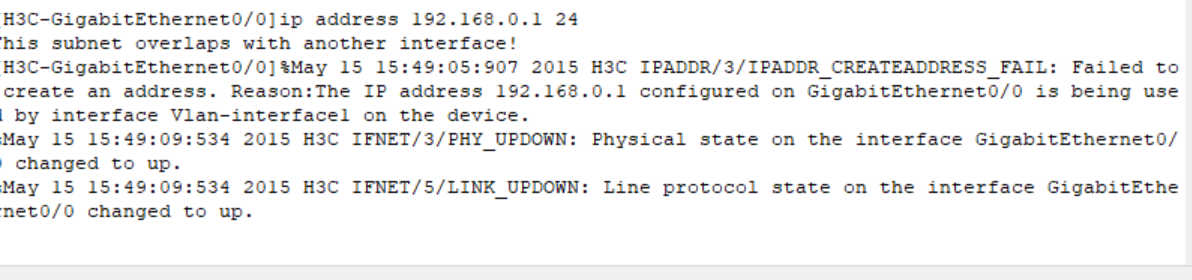 [H3C-GigabitEthernet0/0]ip address 192.168.0.1 24
This subnet overlaps with another interface!
[H3C-GigabitEthernet0/0]%May 15 15:49:05:907 2015 H3C IPADDR/3/IPADDR_CREATEADDRESS_FAIL: Failed to
create an address. Reason:The IP address 192.168.0.1 configured on GigabitEthernet0/0 is being use
d by interface Vlan-interface1 on the device.
%May 15 15:49:09:534 2015 H3C IFNET/3/PHY_UPDOWN: Physical state on the interface GigabitEthernet0/
0 changed to up.
%May 15 15:49:09:534 2015 H3C IFNET/5/LINK_UPDOWN: Line protocol state on the interface GigabitEthe
rnet0/0 changed to up.